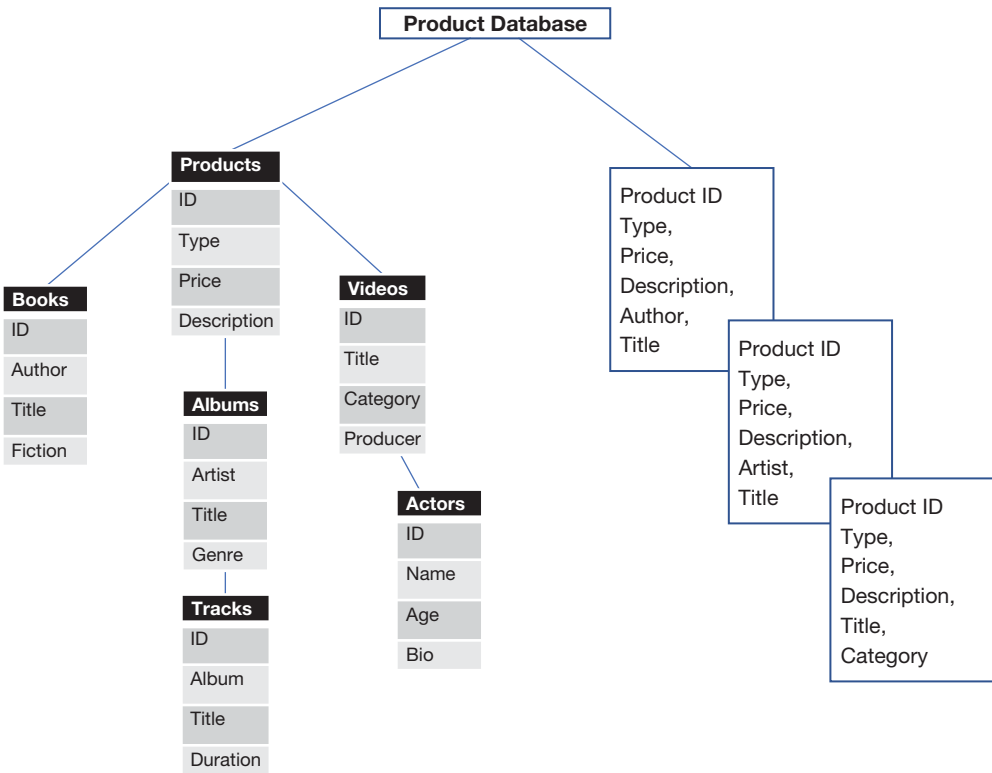 Product Database
Products
ID
Type
Price
Description
Books
ID
Author
Title
Fiction
Albums
ID
Artist
Title
Genre
Tracks
ID
Album
Title
Duration
Videos
ID
Title
Category
Producer
Actors
ID
Name
Age
Bio
Product ID
Type,
Price,
Description,
Author,
Title
Product ID
Type,
Price,
Description,
Artist,
Title
Product ID
Type,
Price,
Description,
Title,
Category